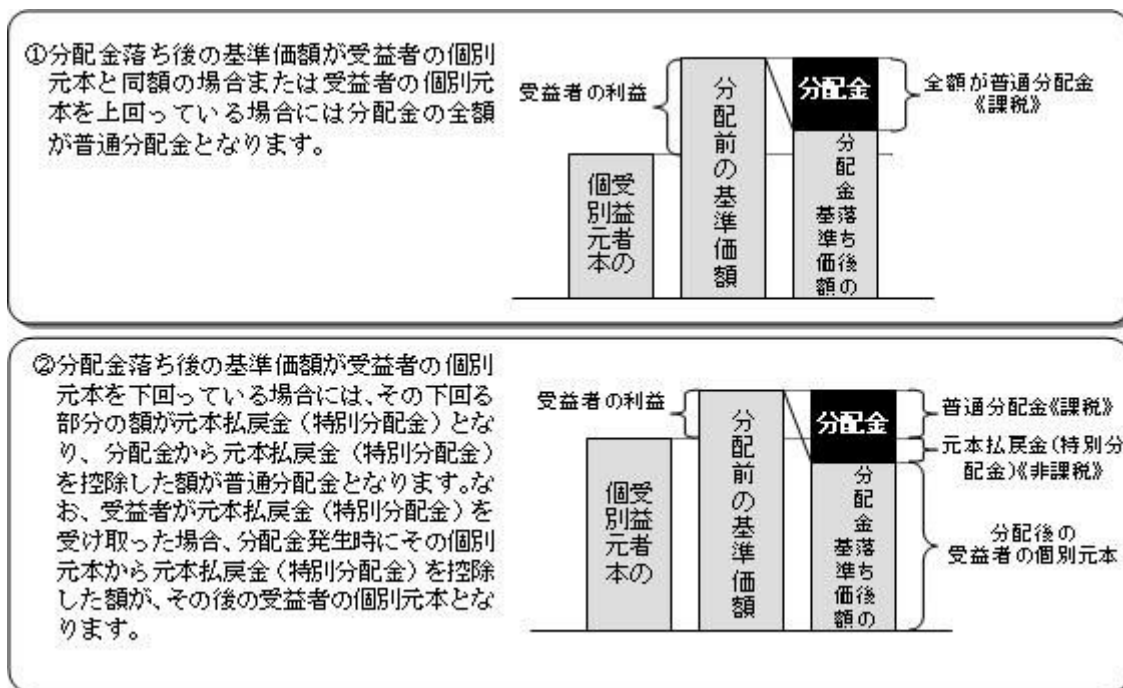 ①分配金落ち後の基準価額が受益者の個別
元本と同額の場合または受益者の個別元
本を上回っている場合には分配金の全額
が普通分配金となります。
受益者の利益
受益者の
個別元本
分配前の基準価額
分配金
分配金落ち後の
基準価額
全額が普通分配金
《課税》
②分配金落ち後の基準価額が受益者の個別
元本を下回っている場合には、その下回る
部分の額が元本払戻金（特別分配金）とな
り、分配金から元本払戻金（特別分配金）
を控除した額が普通分配金となります。な
お、受益者が元本払戻金（特別分配金）を
受け取った場合、分配金発生時にその個別
元本から元本払戻金（特別分配金）を控除
した額が、その後の受益者の個別元本とな
ります。
受益者の利益
受益者の
個別元本
分配前の基準価額
分配金
分配金落ち後の
基準価額
普通分配金《課税》
元本払戻金(特別分
配金)《非課税》
分配後の
受益者の個別元本